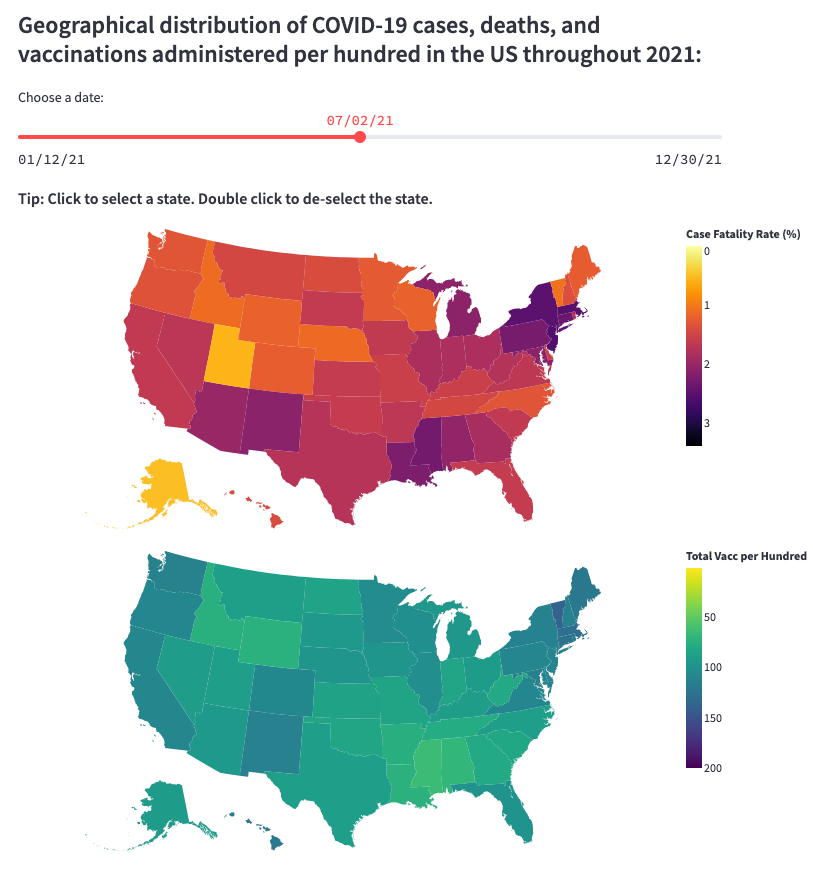 Geographical distribution of COVID-19 cases, deaths, and
vaccinations administered per hundred in the US throughout 2021:
Choose a date:
07/02/21
01/12/21 12/30/21
Tip: Click to select a state. Double click to de-select the state.
Case Fatality Rate (%)
0
1
2
3
Total Vacc per Hundred
50
100
150
200